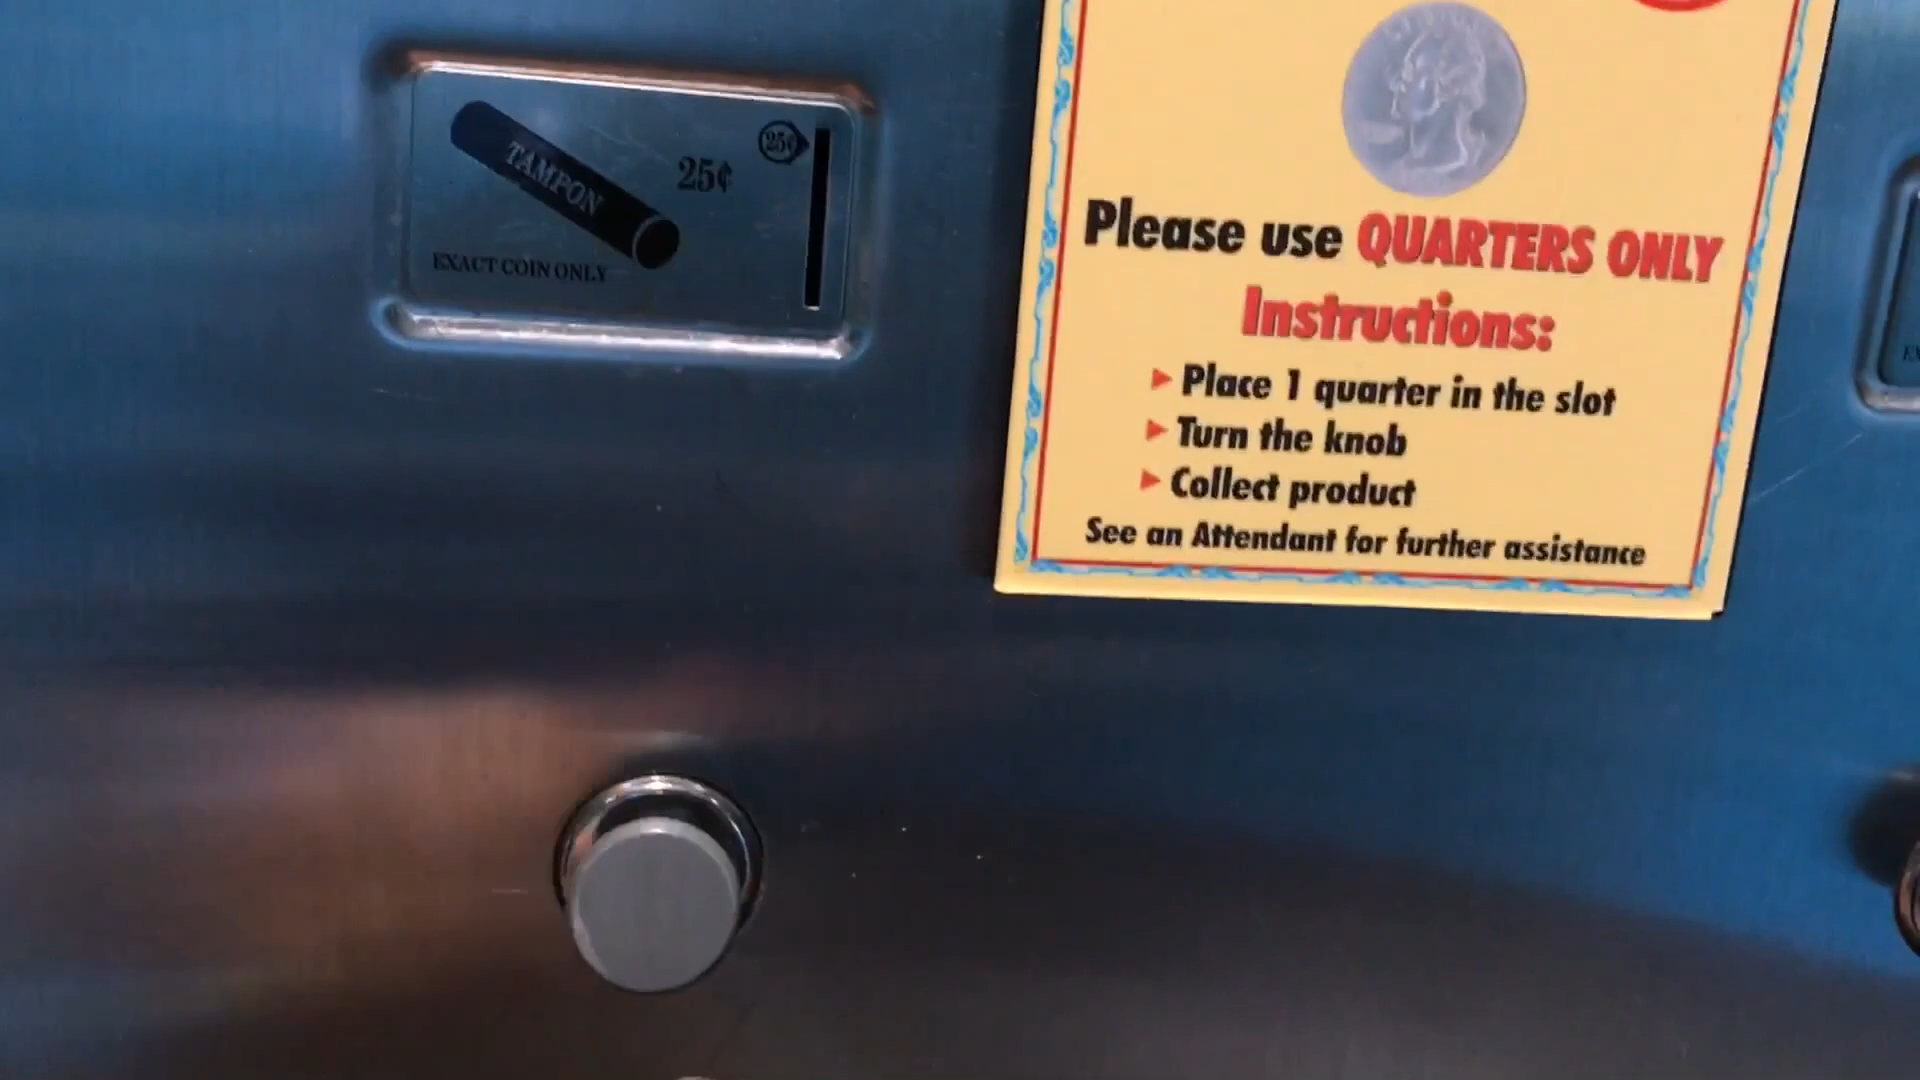 TAMPON
25¢
25¢
EXACT COIN ONLY
Please use QUARTERS ONLY
Instructions:
Place 1 quarter in the slot
Turn the knob
Collect product
See an Attendant for further assistance